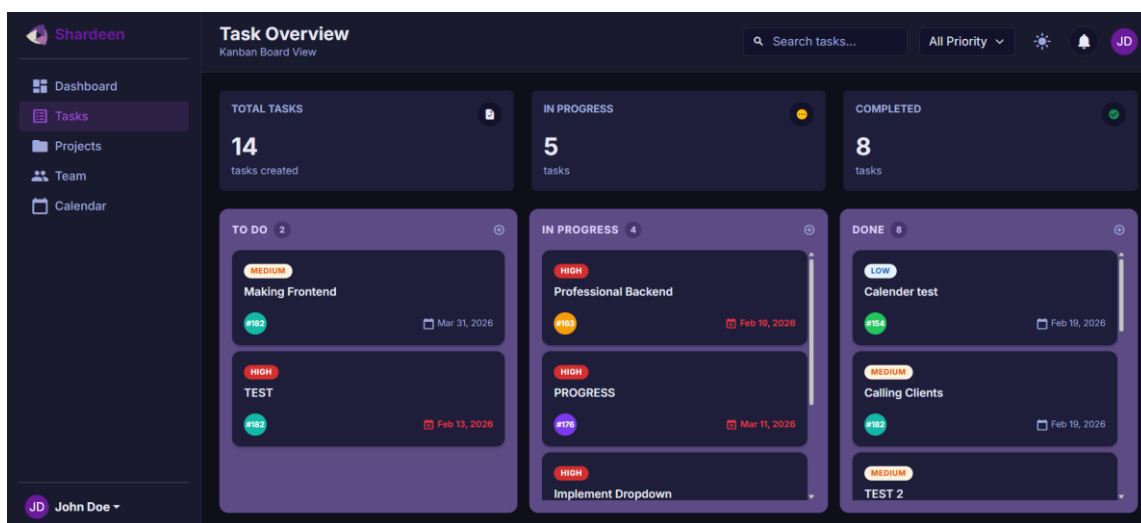 Shardeen
Dashboard
Tasks
Projects
Team
Calendar
JD John Doe
Task Overview
Kanban Board View
Search tasks...
All Priority
JD
TOTAL TASKS
14
tasks created
IN PROGRESS
5
tasks
COMPLETED
8
tasks
TO DO 2
MEDIUM
Making Frontend
#182 Mar 31, 2026
HIGH
TEST
#182 Feb 13, 2026
IN PROGRESS 4
HIGH
Professional Backend
#163 Feb 19, 2026
HIGH
PROGRESS
#176 Mar 11, 2026
HIGH
Implement Dropdown
DONE 8
LOW
Calender test
#154 Feb 19, 2026
MEDIUM
Calling Clients
#182 Feb 19, 2026
MEDIUM
TEST 2